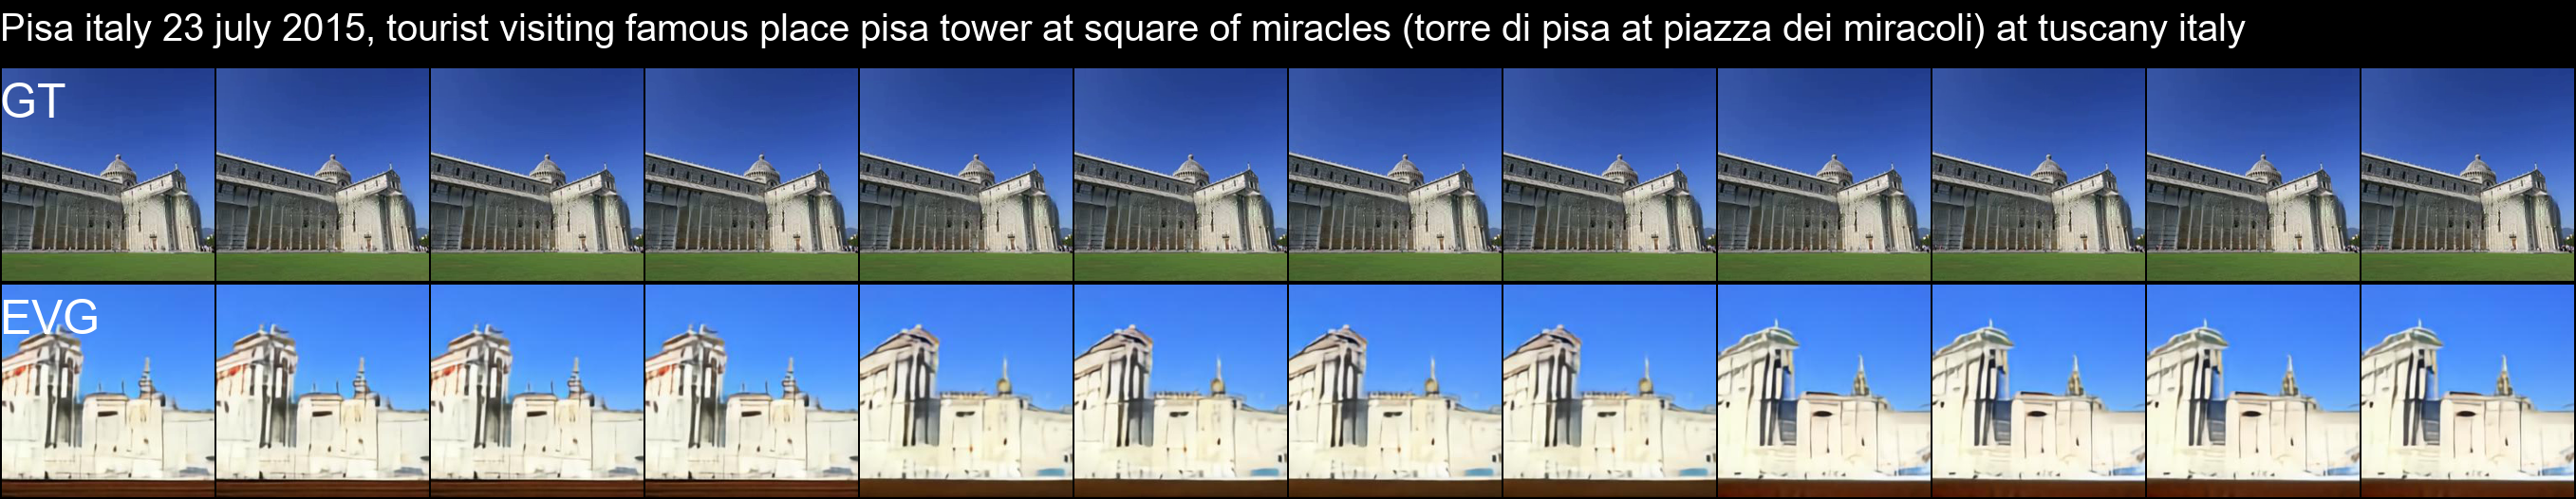 Pisa italy 23 july 2015, tourist visiting famous place pisa tower at square of miracles (torre di pisa at piazza dei miracoli) at tuscany italy
GT
EVG